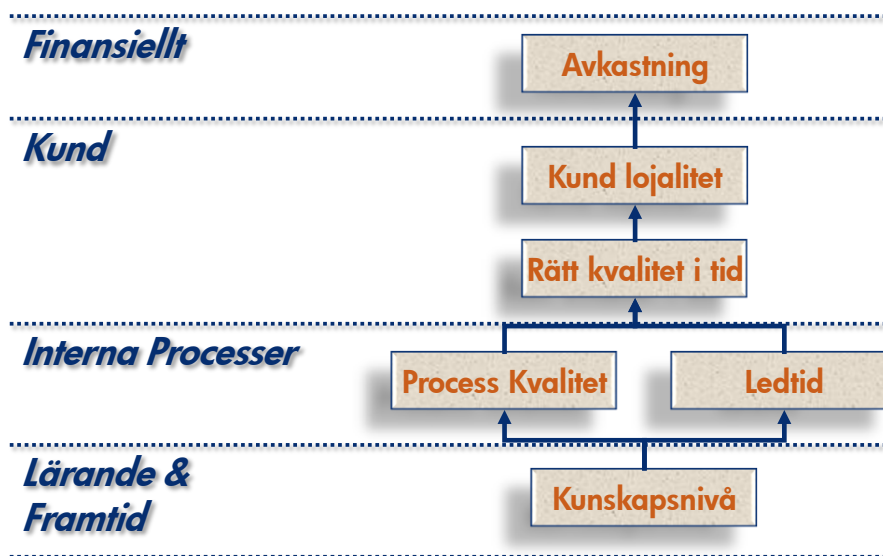 Finansiellt
Avkastning
Kund
Kund lojalitet
Rätt kvalitet i tid
Interna Processer
Process Kvalitet
Ledtid
Lärande &
Framtid
Kunskapsnivå